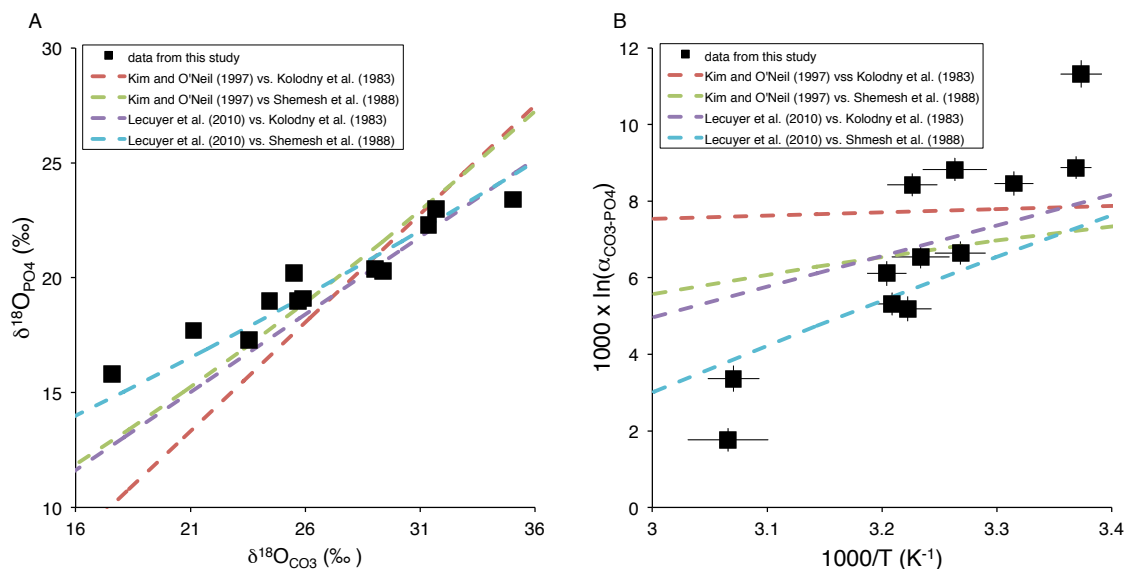 A
30
25
20
15
10
δ18OPO4 (‰)
data from this study
Kim and O'Neil (1997) vs. Kolodny et al. (1983)
Kim and O'Neil (1997) vs Shemesh et al. (1988)
Lecuyer et al. (2010) vs. Kolodny et al. (1983)
Lecuyer et al. (2010) vs. Shemesh et al. (1988)
16 21 26 31 36
δ18OCO3 (‰)
B
12
10
8
6
4
2
0
1000 x ln(αCO3-PO4)
data from this study
Kim and O'Neil (1997) vss Kolodny et al. (1983)
Kim and O'Neil (1997) vs. Shemesh et al. (1988)
Lecuyer et al. (2010) vs. Kolodny et al. (1983)
Lecuyer et al. (2010) vs. Shmesh et al. (1988)
3 3.1 3.2 3.3 3.4
1000/T (K-1)